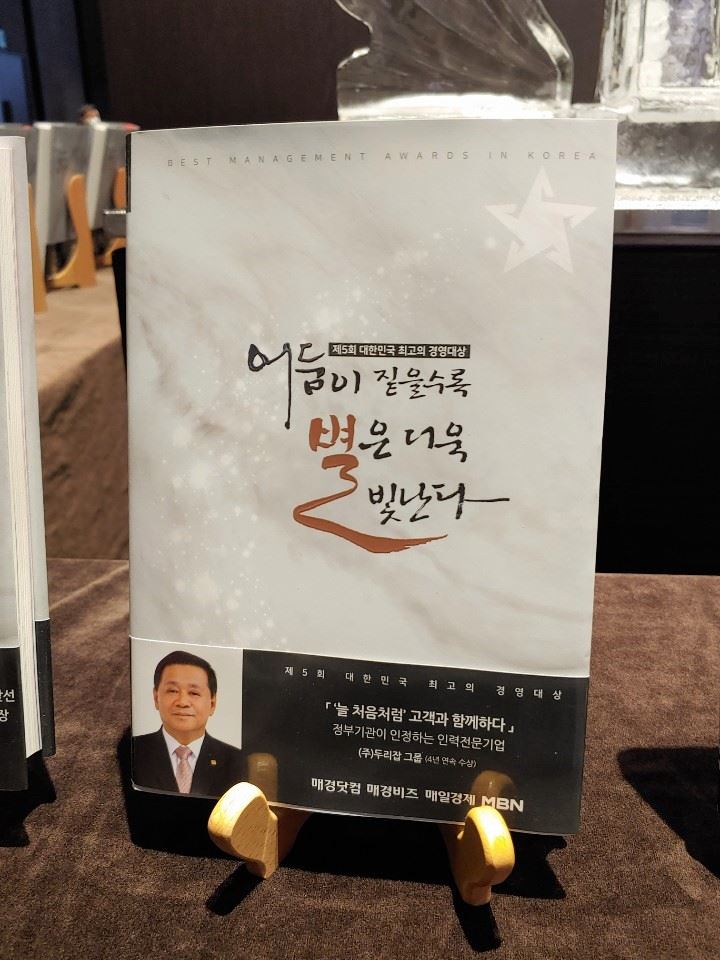 BEST MANAGEMENT AWARDS IN KOREA
제5회 대한민국 최고의 경영대상
어둠이 짙을수록
별은 더욱
빛난다
제5회 대한민국 최고의 경영대상
「'늘 처음처럼' 고객과 함께하다」
정부기관이 인정하는 인력전문기업
(주)두리잡 그룹 (4년 연속 수상)
매경닷컴 매경비즈 매일경제 MBN